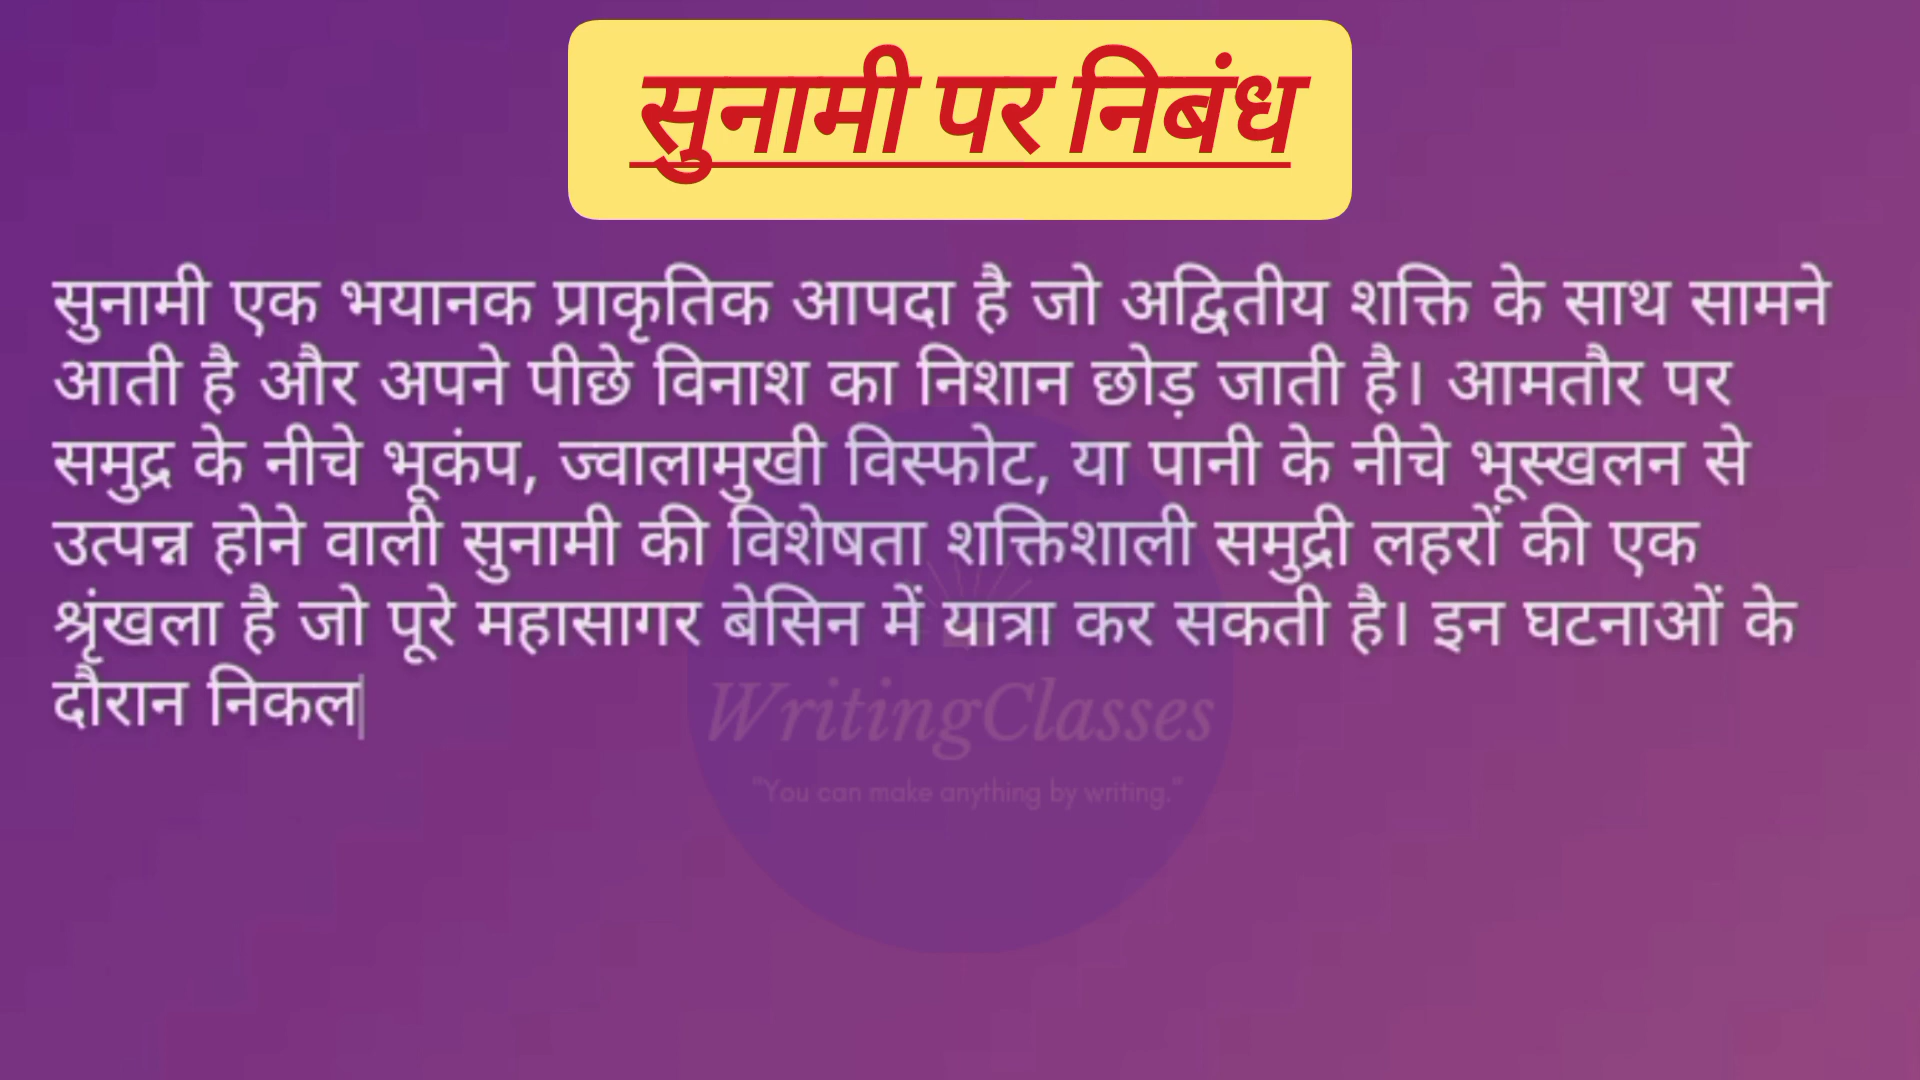 सुनामी पर निबंध
सुनामी एक भयानक प्राकृतिक आपदा है जो अद्वितीय शक्ति के साथ सामने
आती है और अपने पीछे विनाश का निशान छोड़ जाती है। आमतौर पर
समुद्र के नीचे भूकंप, ज्वालामुखी विस्फोट, या पानी के नीचे भूस्खलन से
उत्पन्न होने वाली सुनामी की विशेषता शक्तिशाली समुद्री लहरों की एक
श्रृंखला है जो पूरे महासागर बेसिन में यात्रा कर सकती है। इन घटनाओं के
दौरान निकल
WritingClasses
"You can make anything by writing."